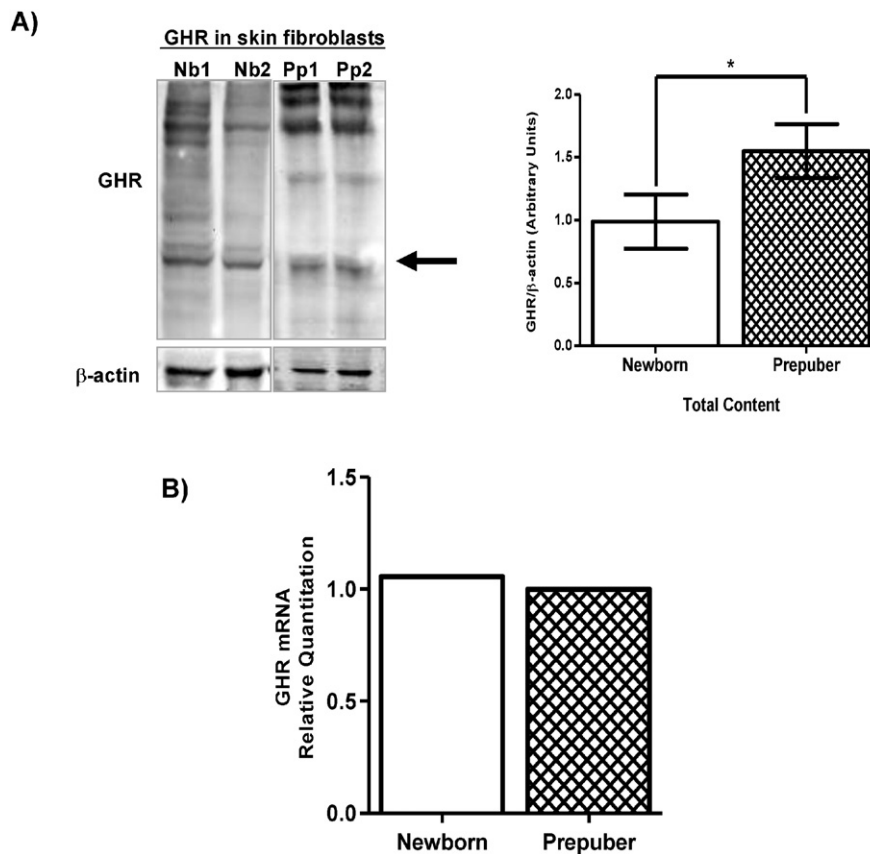 A)
GHR in skin fibroblasts
Nb1 Nb2 Pp1 Pp2
GHR
β-actin
*
GHR/β-actin (Arbitrary Units)
2.0
1.5
1.0
0.5
0.0
Newborn Prepuber
Total Content
B)
GHR mRNA
Relative Quantitation
1.5
1.0
0.5
0.0
Newborn Prepuber